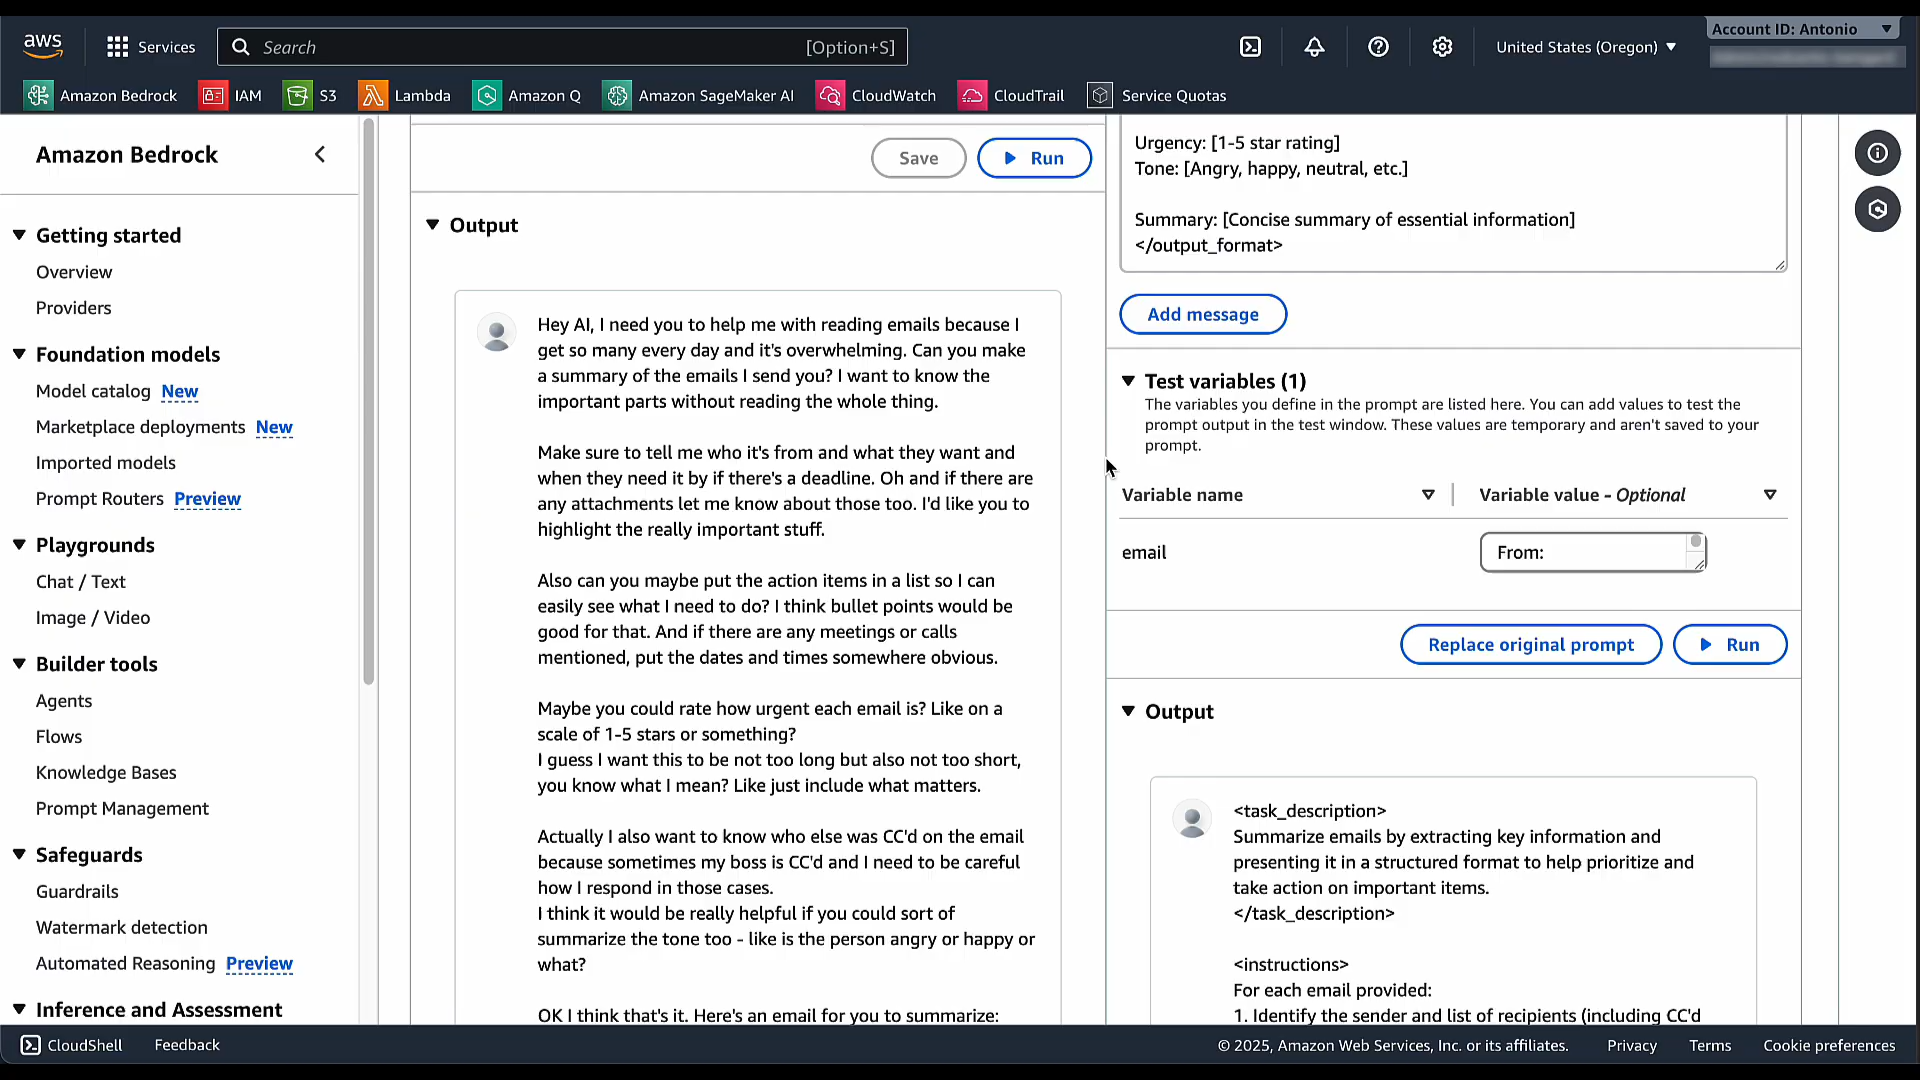 aws
Services
Search
[Option+S]
United States (Oregon)
Account ID: Antonio
Amazon Bedrock
IAM
S3
Lambda
Amazon Q
Amazon SageMaker AI
CloudWatch
CloudTrail
Service Quotas
Amazon Bedrock
Getting started
Overview
Providers
Foundation models
Model catalog New
Marketplace deployments New
Imported models
Prompt Routers Preview
Playgrounds
Chat / Text
Image / Video
Builder tools
Agents
Flows
Knowledge Bases
Prompt Management
Safeguards
Guardrails
Watermark detection
Automated Reasoning Preview
Inference and Assessment
Save
Run
Output
Hey AI, I need you to help me with reading emails because I
get so many every day and it's overwhelming. Can you make
a summary of the emails I send you? I want to know the
important parts without reading the whole thing.
Make sure to tell me who it's from and what they want and
when they need it by if there's a deadline. Oh and if there are
any attachments let me know about those too. I'd like you to
highlight the really important stuff.
Also can you maybe put the action items in a list so I can
easily see what I need to do? I think bullet points would be
good for that. And if there are any meetings or calls
mentioned, put the dates and times somewhere obvious.
Maybe you could rate how urgent each email is? Like on a
scale of 1-5 stars or something?
I guess I want this to be not too long but also not too short,
you know what I mean? Like just include what matters.
Actually I also want to know who else was CC'd on the email
because sometimes my boss is CC'd and I need to be careful
how I respond in those cases.
I think it would be really helpful if you could sort of
summarize the tone too - like is the person angry or happy or
what?
OK I think that's it. Here's an email for you to summarize:
Urgency: [1-5 star rating]
Tone: [Angry, happy, neutral, etc.]
Summary: [Concise summary of essential information]
</output_format>
Add message
Test variables (1)
The variables you define in the prompt are listed here. You can add values to test the
prompt output in the test window. These values are temporary and aren't saved to your
prompt.
Variable name
Variable value - Optional
email
From:
Replace original prompt
Run
Output
<task_description>
Summarize emails by extracting key information and
presenting it in a structured format to help prioritize and
take action on important items.
</task_description>
<instructions>
For each email provided:
1. Identify the sender and list of recipients (including CC'd
CloudShell
Feedback
© 2025, Amazon Web Services, Inc. or its affiliates.
Privacy
Terms
Cookie preferences